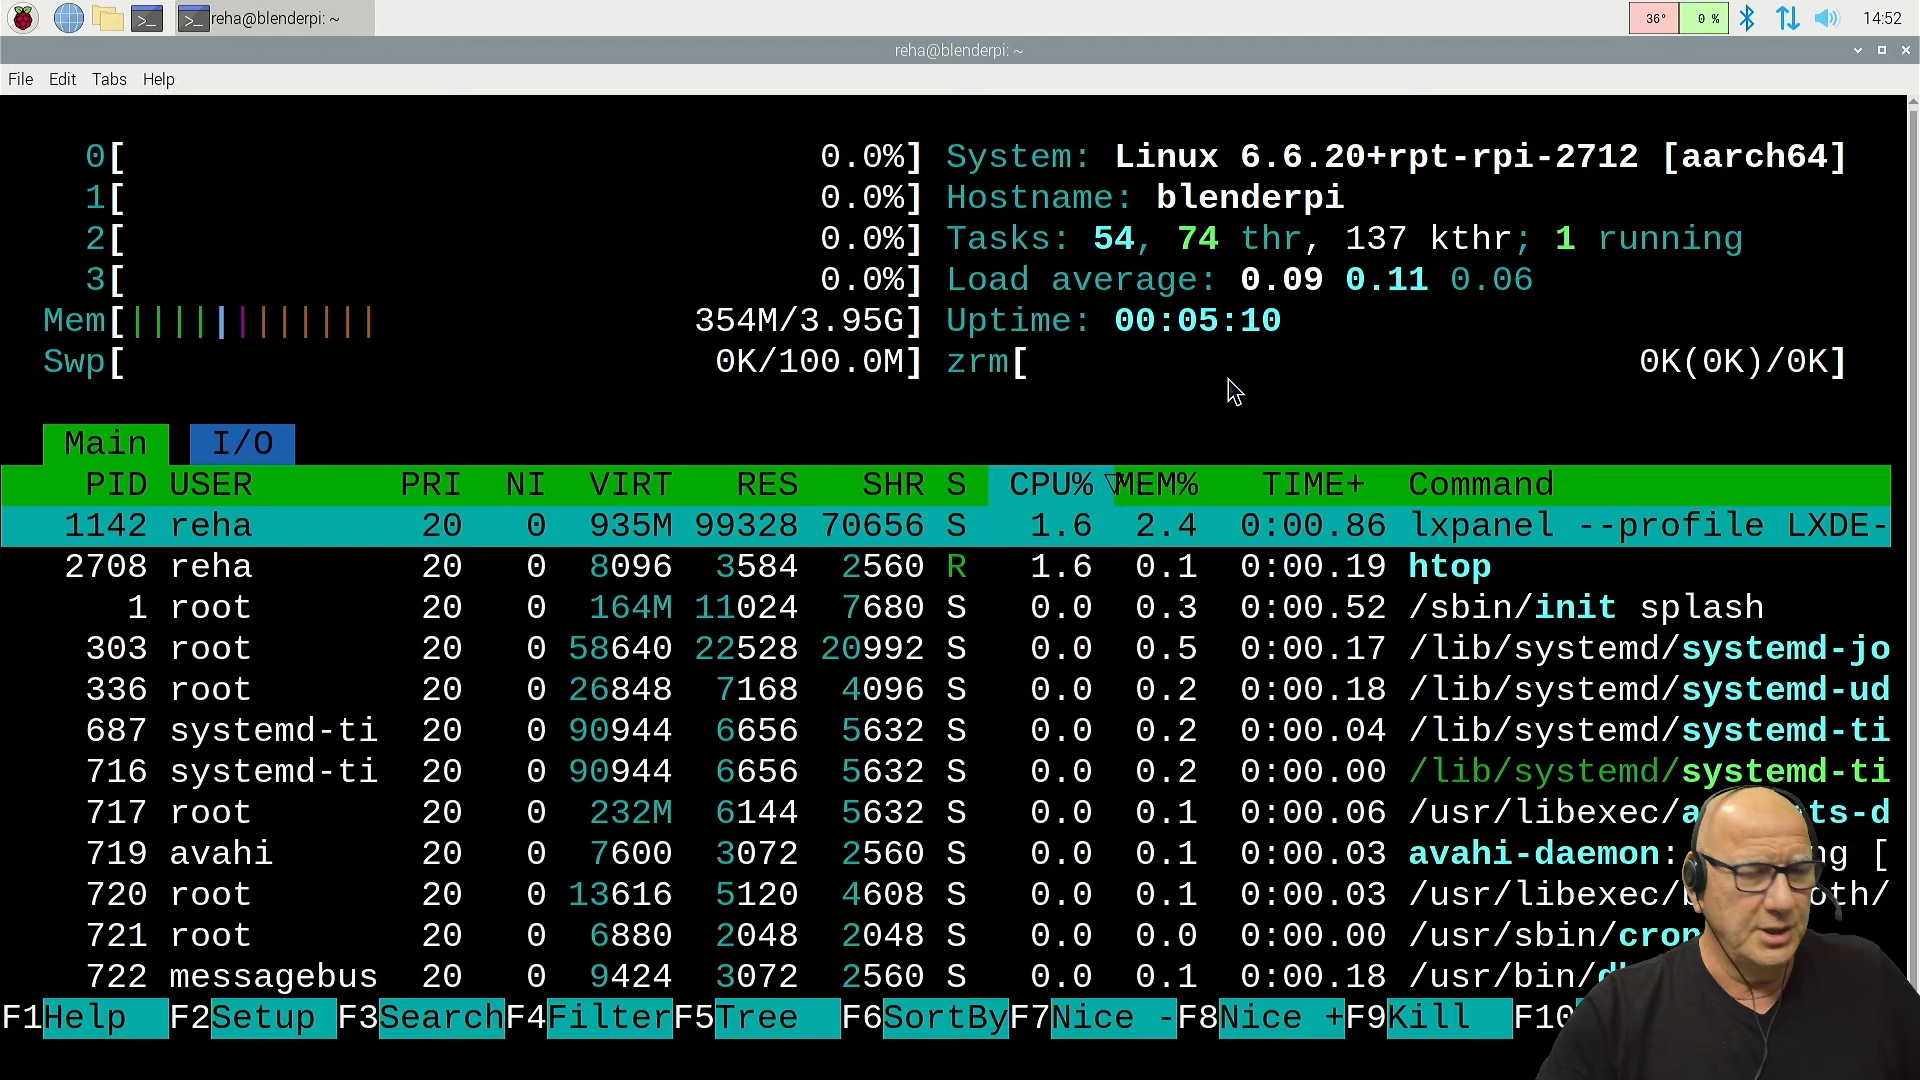 reha@blenderpi: ~
36° 0 % 14:52
reha@blenderpi: ~
File Edit Tabs Help
0[ 0.0%] System: Linux 6.6.20+rpt-rpi-2712 [aarch64]
1[ 0.0%] Hostname: blenderpi
2[ 0.0%] Tasks: 54, 74 thr, 137 kthr; 1 running
3[ 0.0%] Load average: 0.09 0.11 0.06
Mem[|||||||||||| 354M/3.95G] Uptime: 00:05:10
Swp[ 0K/100.0M] zrm[ 0K(0K)/0K]
Main I/O
PID USER PRI NI VIRT RES SHR S CPU% ▽MEM% TIME+ Command
1142 reha 20 0 935M 99328 70656 S 1.6 2.4 0:00.86 lxpanel --profile LXDE-
2708 reha 20 0 8096 3584 2560 R 1.6 0.1 0:00.19 htop
1 root 20 0 164M 11024 7680 S 0.0 0.3 0:00.52 /sbin/init splash
303 root 20 0 58640 22528 20992 S 0.0 0.5 0:00.17 /lib/systemd/systemd-jo
336 root 20 0 26848 7168 4096 S 0.0 0.2 0:00.18 /lib/systemd/systemd-ud
687 systemd-ti 20 0 90944 6656 5632 S 0.0 0.2 0:00.04 /lib/systemd/systemd-ti
716 systemd-ti 20 0 90944 6656 5632 S 0.0 0.2 0:00.00 /lib/systemd/systemd-ti
717 root 20 0 232M 6144 5632 S 0.0 0.1 0:00.06 /usr/libexec/
719 avahi 20 0 7600 3072 2560 S 0.0 0.1 0:00.03 avahi-daemon: [
720 root 20 0 13616 5120 4608 S 0.0 0.1 0:00.03 /usr/libexec/
721 root 20 0 6880 2048 2048 S 0.0 0.0 0:00.00 /usr/sbin/cron
722 messagebus 20 0 9424 3072 2560 S 0.0 0.1 0:00.18 /usr/bin/
F1Help F2Setup F3SearchF4FilterF5Tree F6SortByF7Nice -F8Nice +F9Kill F10